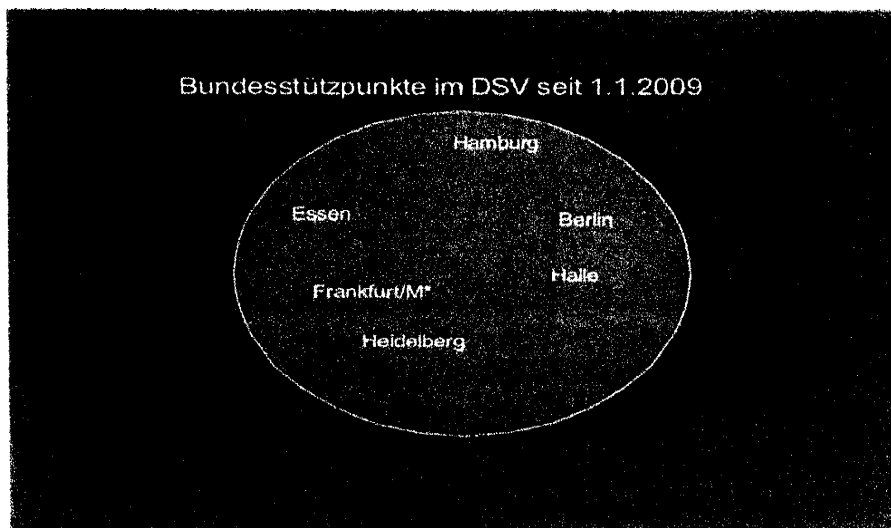 Bundesstützpunkte im DSV seit 1.1.2009
Hamburg
Essen
Berlin
Halle
Frankfurt/M*
Heidelberg